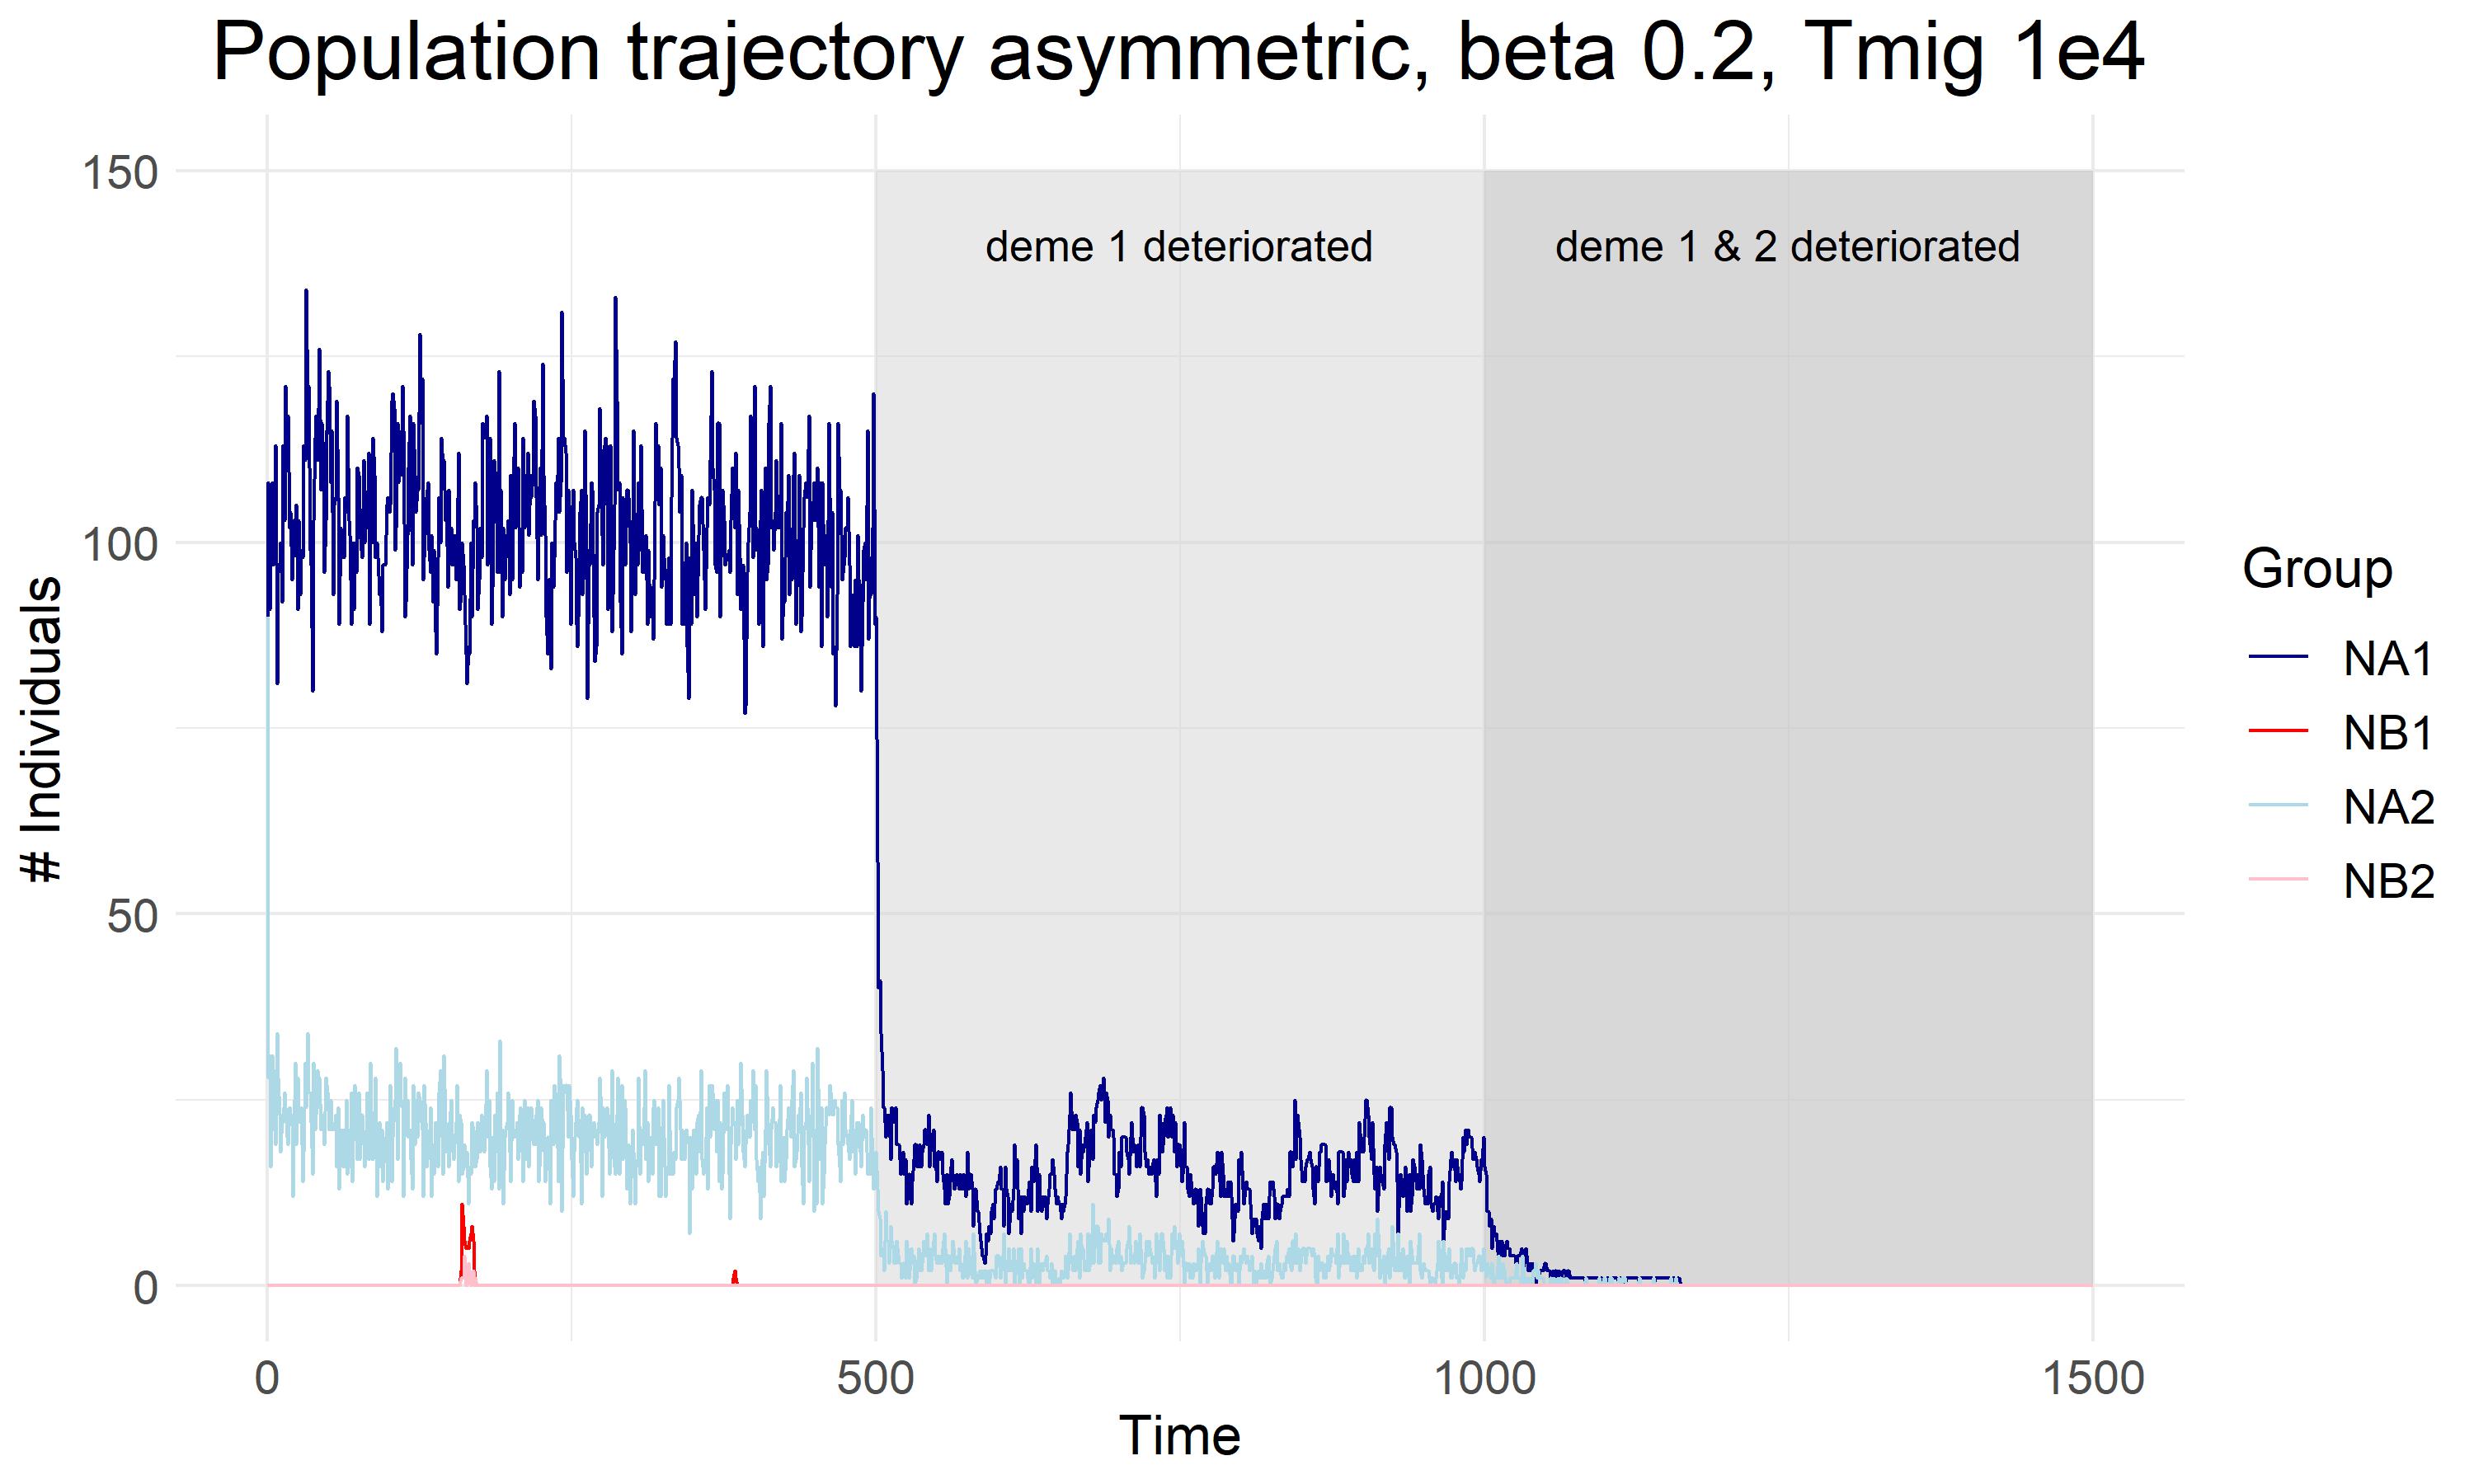 Population trajectory asymmetric, beta 0.2, Tmig 1e4
150
100
50
0
# Individuals
deme 1 deteriorated
deme 1 & 2 deteriorated
0
500
1000
1500
Time
Group
NA1
NB1
NA2
NB2